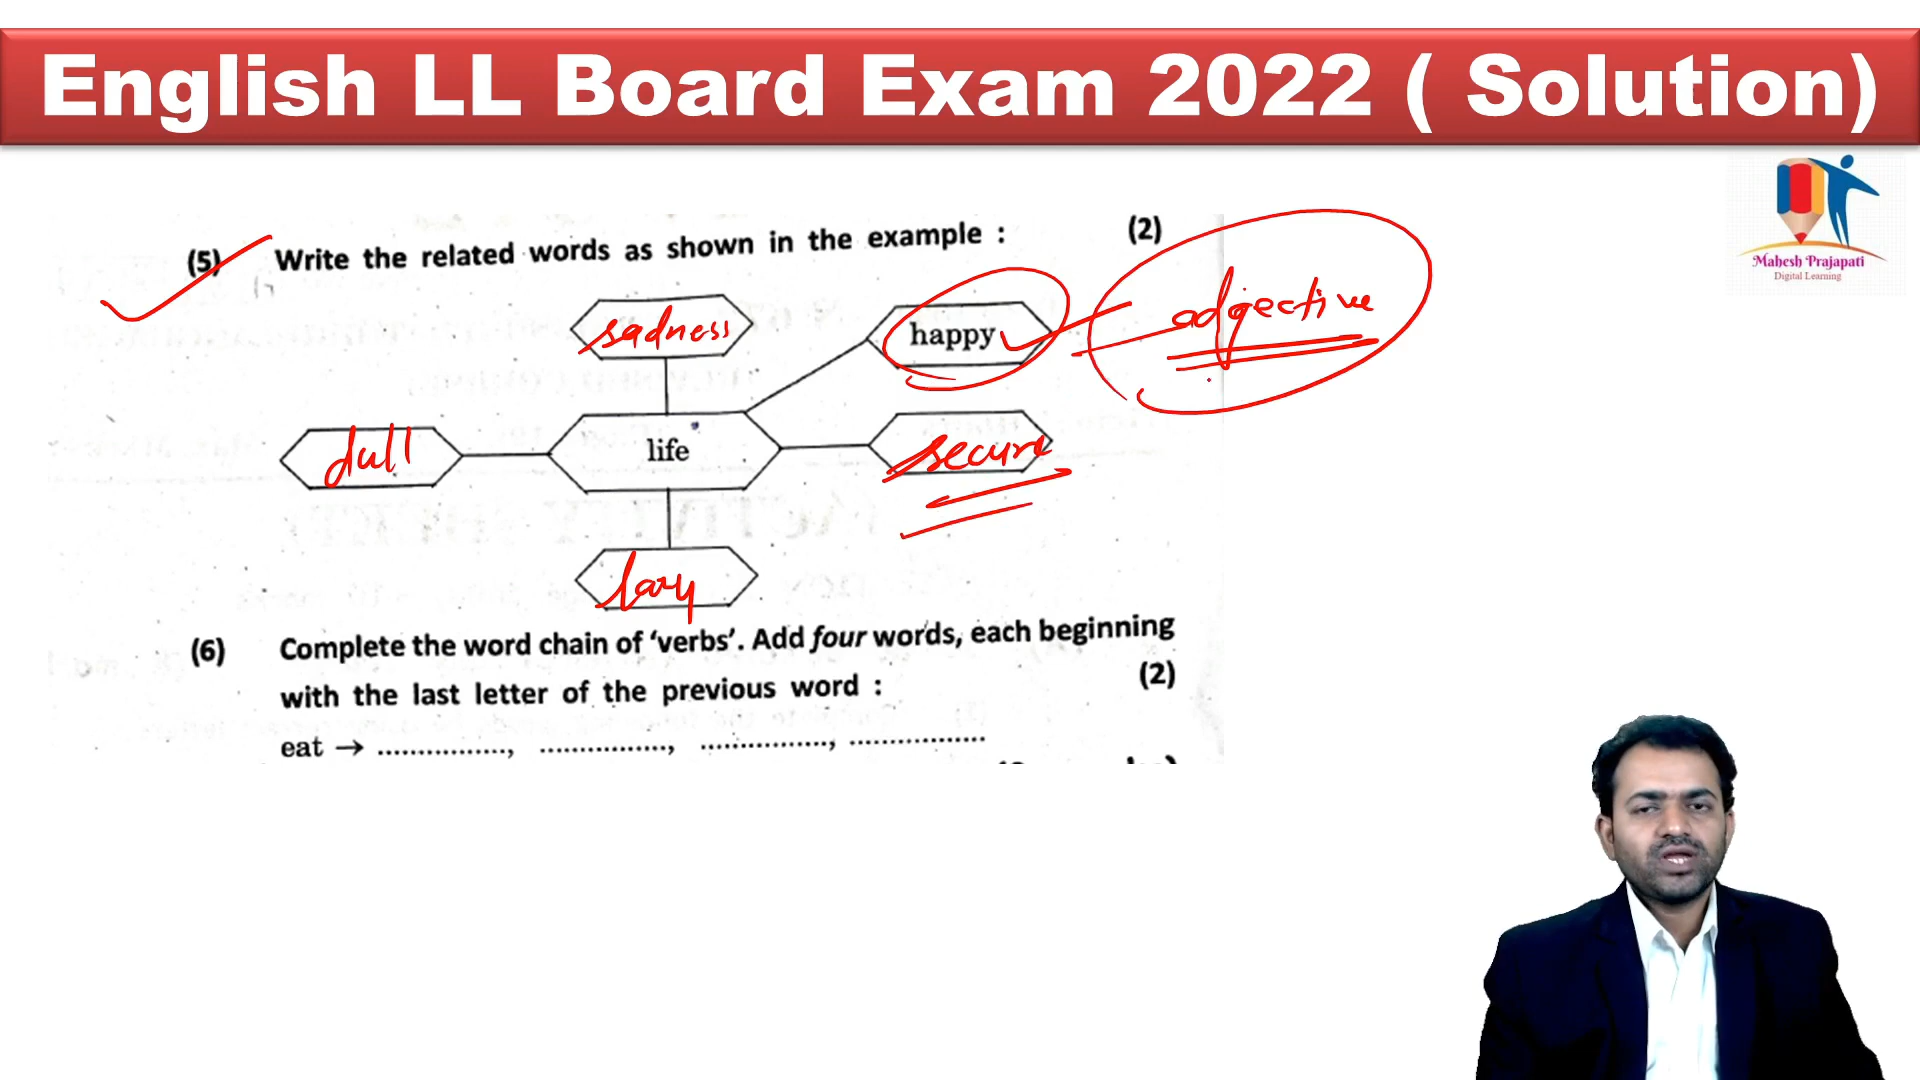 English LL Board Exam 2022 ( Solution)
Mahesh Prajapati
Digital Learning
(5) Write the related words as shown in the example : (2)
sadness
happy
adjective
dull
life
secure
lazy
(6) Complete the word chain of ‘verbs’. Add four words, each beginning
with the last letter of the previous word : (2)
eat → ................, ................, ................, .................